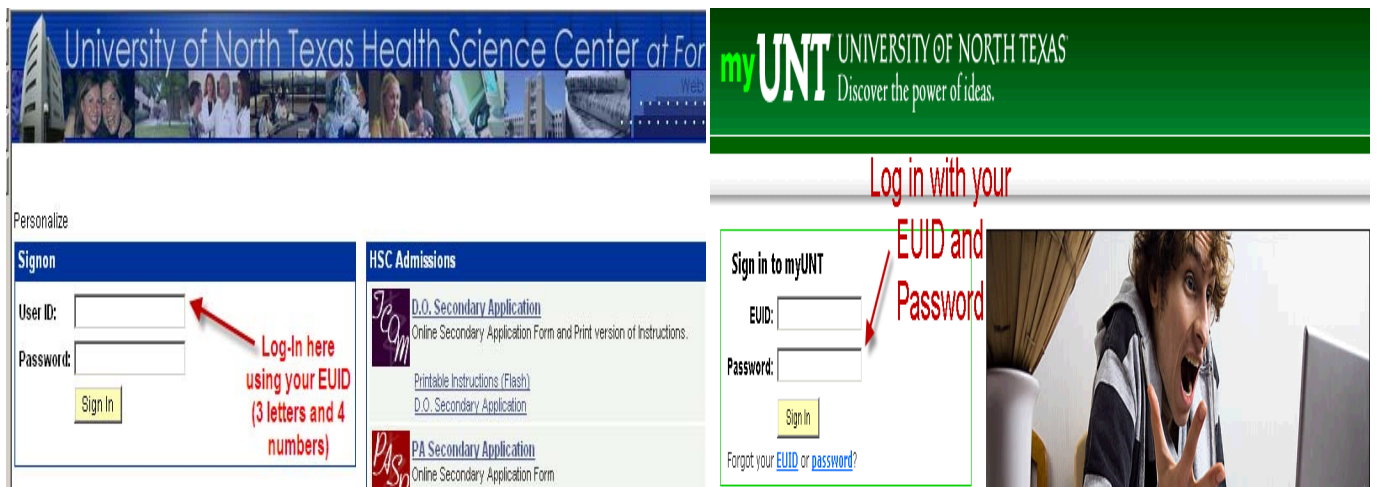 University of North Texas Health Science Center at For
Web
Personalize
Signon
User ID:
Password:
Sign In
Log-In here
using your EUID
(3 letters and 4
numbers)
HSC Admissions
TCOM
D.O. Secondary Application
Online Secondary Application Form and Print version of Instructions.
Printable Instructions (Flash)
D.O. Secondary Application
PAS
PA Secondary Application
Online Secondary Application Form
myUNT UNIVERSITY OF NORTH TEXAS
Discover the power of ideas.
Log in with your
EUID and
Password
Sign in to myUNT
EUID:
Password:
Sign In
Forgot your EUID or password?